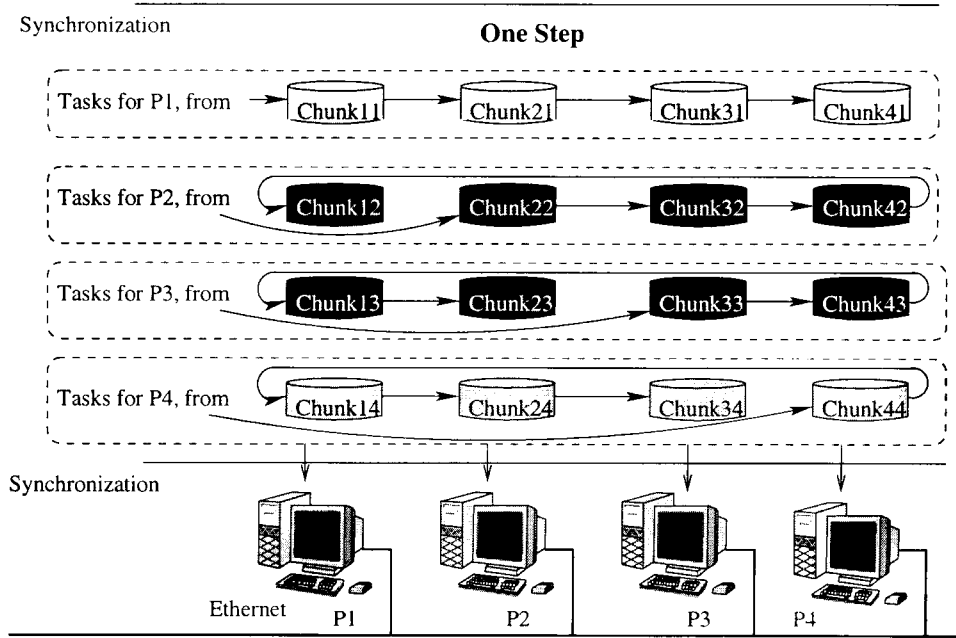 Synchronization
One Step
Tasks for P1, from Chunk11 Chunk21 Chunk31 Chunk41
Tasks for P2, from Chunk12 Chunk22 Chunk32 Chunk42
Tasks for P3, from Chunk13 Chunk23 Chunk33 Chunk43
Tasks for P4, from Chunk14 Chunk24 Chunk34 Chunk44
Synchronization
Ethernet P1 P2 P3 P4